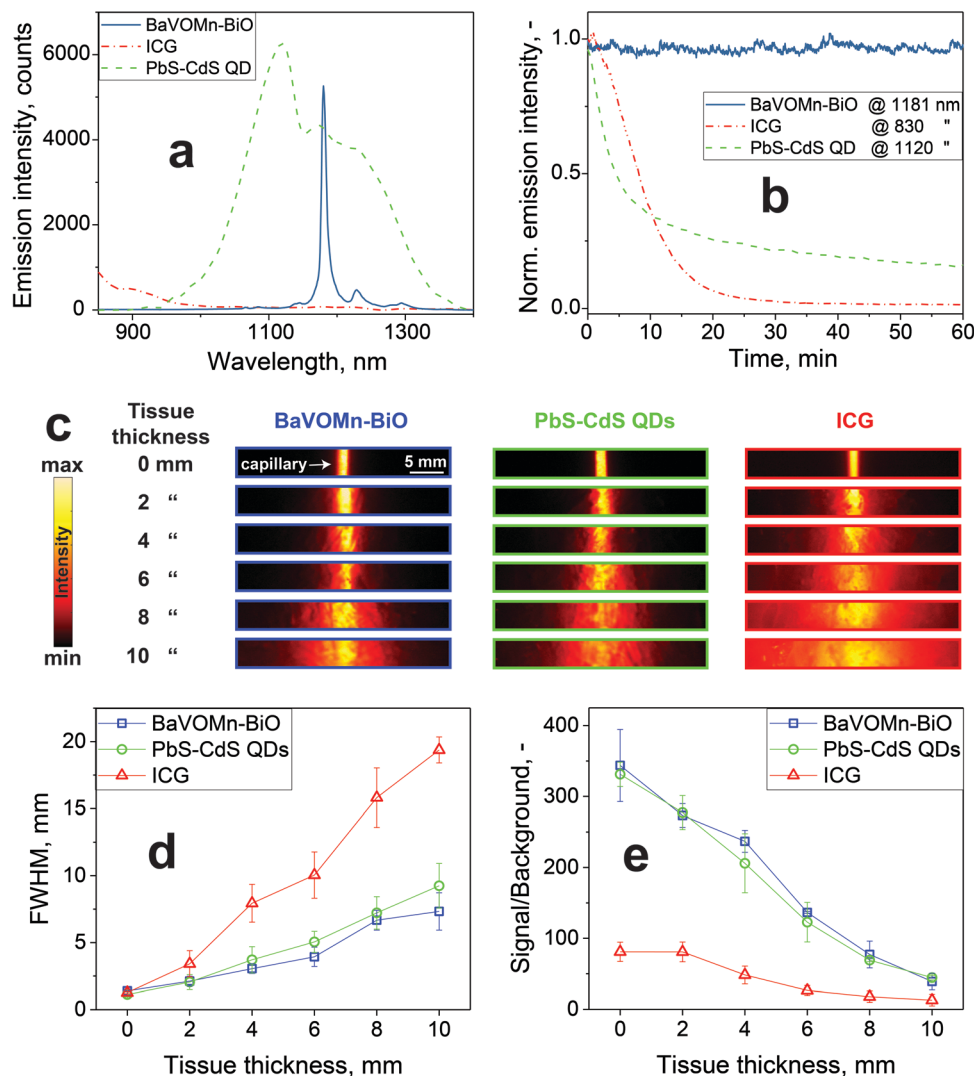 BaVOMn-BiO
ICG
PbS-CdS QD
a
Emission intensity, counts
6000
4000
2000
0
900
1100
1300
Wavelength, nm
BaVOMn-BiO @ 1181 nm
ICG @ 830 "
PbS-CdS QD @ 1120 "
b
Norm. emission intensity, -
1.0
0.5
0.0
0 10 20 30 40 50 60
Time, min
c
Tissue
thickness
BaVOMn-BiO
PbS-CdS QDs
ICG
max
Intensity
min
0 mm
capillary
5 mm
2 “
4 “
6 “
8 “
10 “
BaVOMn-BiO
PbS-CdS QDs
ICG
d
FWHM, mm
20
15
10
5
0
0 2 4 6 8 10
Tissue thickness, mm
BaVOMn-BiO
PbS-CdS QDs
ICG
e
Signal/Background, -
400
300
200
100
0
0 2 4 6 8 10
Tissue thickness, mm